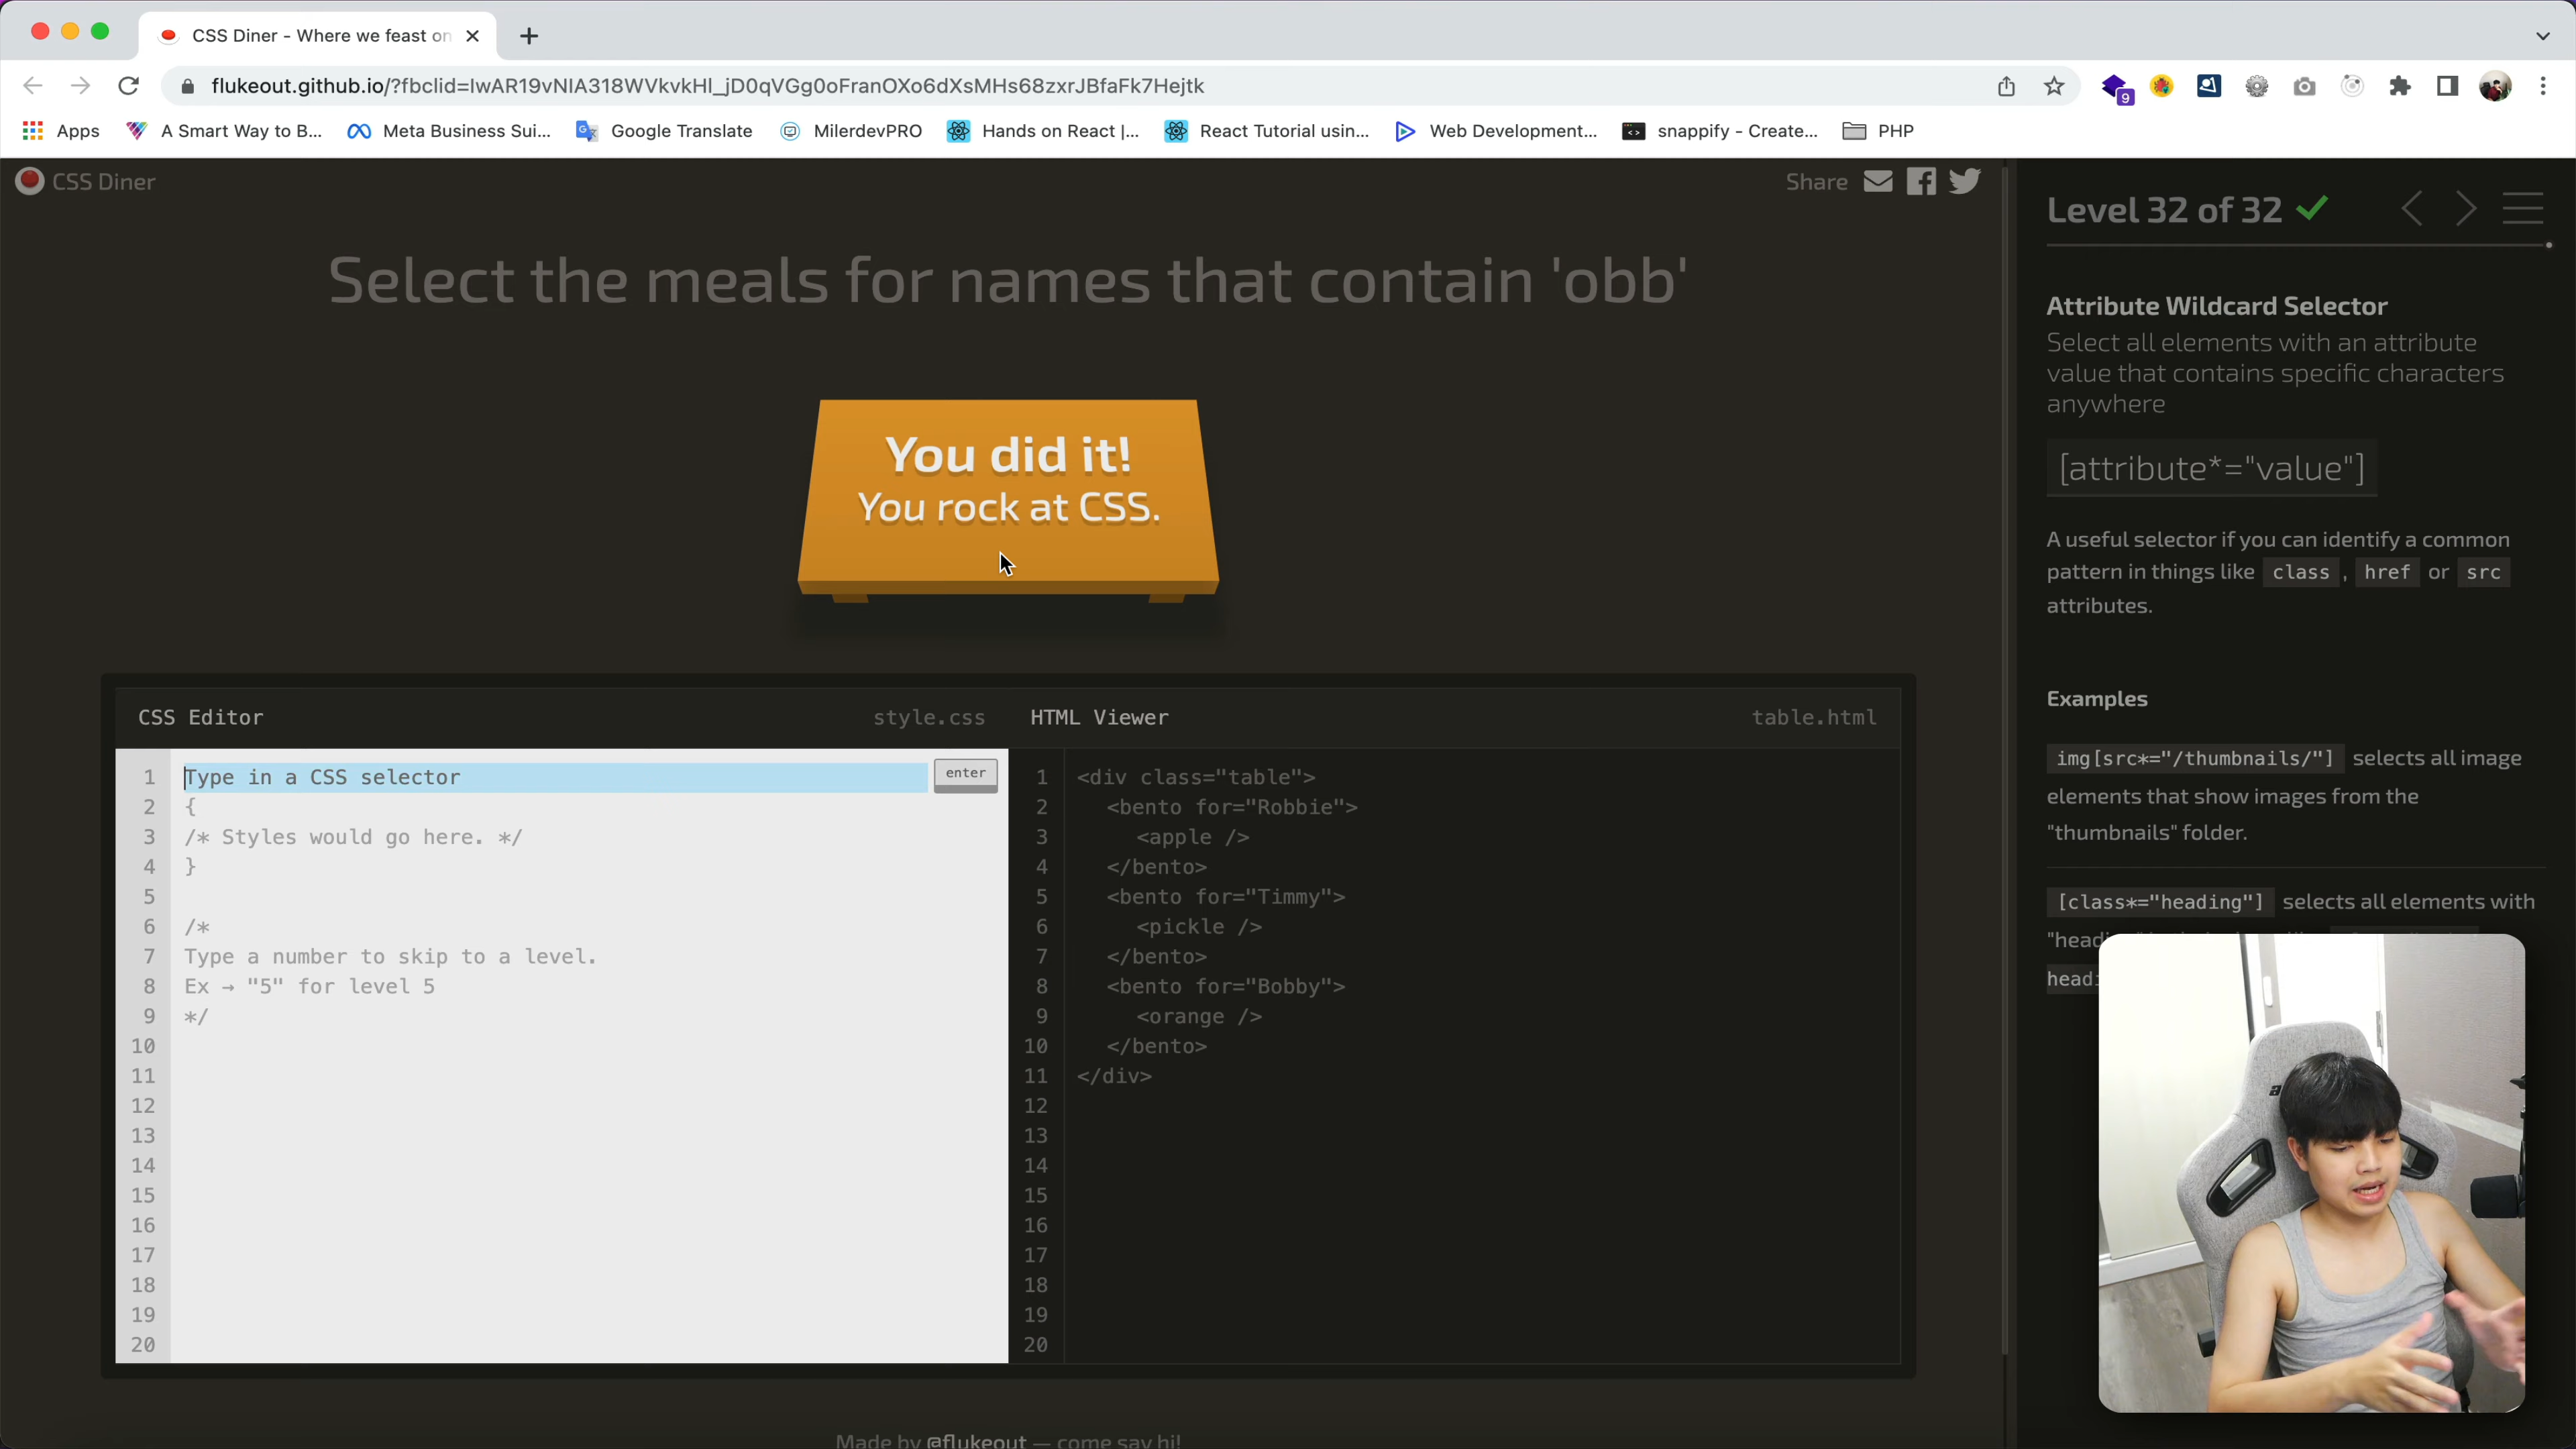 CSS Diner - Where we feast on
flukeout.github.io/?fbclid=IwAR19vNIA318WVkvkHl_jD0qVGg0oFranOXo6dXsMHs68zxrJBfaFk7Hejtk
9
Apps
A Smart Way to B...
Meta Business Sui...
Google Translate
MilerdevPRO
Hands on React |...
React Tutorial usin...
Web Development...
snappify - Create...
PHP
CSS Diner
Share
Select the meals for names that contain 'obb'
You did it!
You rock at CSS.
CSS Editor
style.css
1 Type in a CSS selector
enter
2 {
3 /* Styles would go here. */
4 }
5
6 /*
7 Type a number to skip to a level.
8 Ex → "5" for level 5
9 */
10
11
12
13
14
15
16
17
18
19
20
HTML Viewer
table.html
1 <div class="table">
2 <bento for="Robbie">
3 <apple />
4 </bento>
5 <bento for="Timmy">
6 <pickle />
7 </bento>
8 <bento for="Bobby">
9 <orange />
10 </bento>
11 </div>
12
13
14
15
16
17
18
19
20
Made by @flukeout — come say hi!
Level 32 of 32
Attribute Wildcard Selector
Select all elements with an attribute
value that contains specific characters
anywhere
[attribute*="value"]
A useful selector if you can identify a common
pattern in things like class , href or src
attributes.
Examples
img[src*="/thumbnails/"] selects all image
elements that show images from the
"thumbnails" folder.
[class*="heading"] selects all elements with